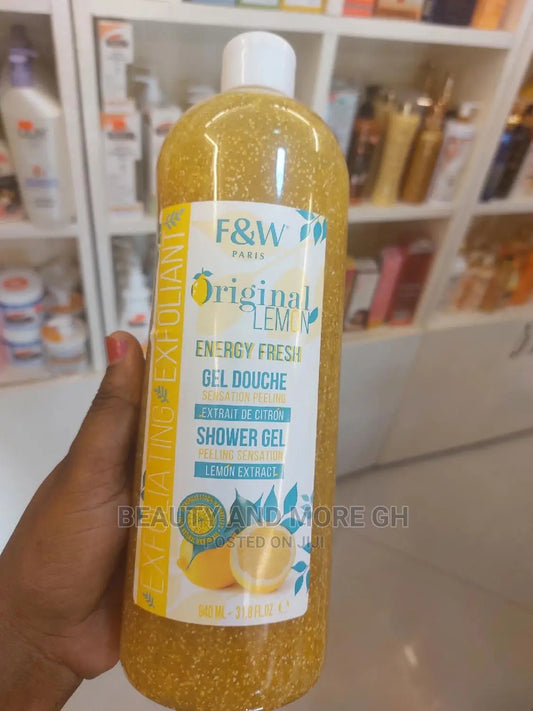 F&W®
PARIS
Original
LEMON
ENERGY FRESH
GEL DOUCHE
SENSATION PEELING
EXTRAIT DE CITRON
SHOWER GEL
PEELING SENSATION
LEMON EXTRACT
EXFOLIATING EXFOLIANT
BEAUTY AND MORE GH
POSTED ON JIJI
940 ML - 31.8 FL.OZ ℮